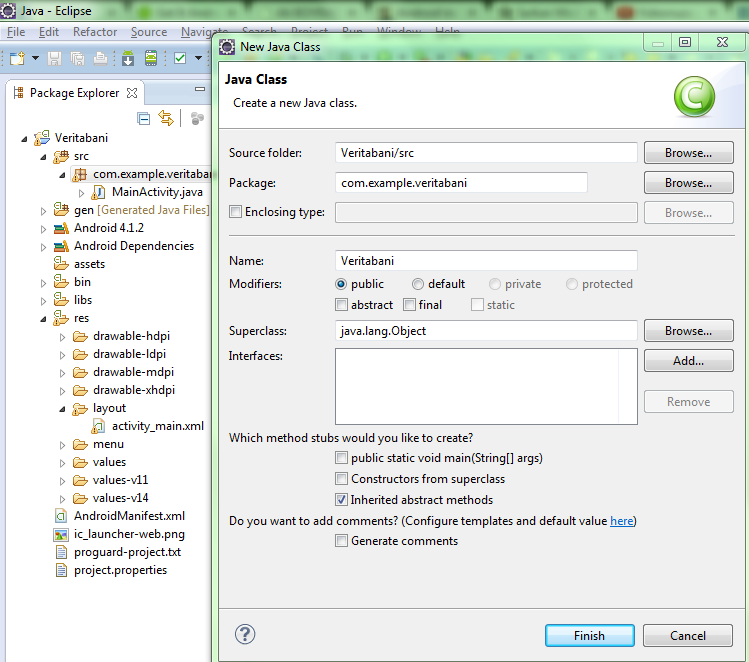 Java - Eclipse
File Edit Refactor Source Navigate Search Project Run Window Help
Package Explorer
Veritabani
src
com.example.veritaba
MainActivity.java
gen [Generated Java Files]
Android 4.1.2
Android Dependencies
assets
bin
libs
res
drawable-hdpi
drawable-ldpi
drawable-mdpi
drawable-xhdpi
layout
activity_main.xml
menu
values
values-v11
values-v14
AndroidManifest.xml
ic_launcher-web.png
proguard-project.txt
project.properties
New Java Class
Java Class
Create a new Java class.
C
Source folder: Veritabani/src Browse...
Package: com.example.veritabani Browse...
Enclosing type: Browse...
Name: Veritabani
Modifiers: public default private protected
abstract final static
Superclass: java.lang.Object Browse...
Interfaces: Add...
Remove
Which method stubs would you like to create?
public static void main(String[] args)
Constructors from superclass
Inherited abstract methods
Do you want to add comments? (Configure templates and default value here)
Generate comments
? Finish Cancel